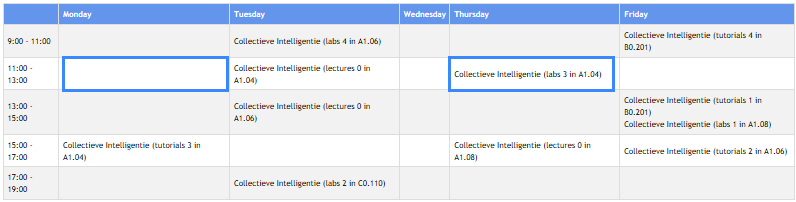 Monday Tuesday Wednesday Thursday Friday
9:00 - 11:00 Collectieve Intelligentie (labs 4 in A1.06) Collectieve Intelligentie (tutorials 4 in
B0.201)
11:00 -
13:00
Collectieve Intelligentie (lectures 0 in
A1.04)
Collectieve Intelligentie (labs 3 in A1.04)
13:00 -
15:00
Collectieve Intelligentie (lectures 0 in
A1.06)
Collectieve Intelligentie (tutorials 1 in
B0.201)
Collectieve Intelligentie (labs 1 in A1.08)
15:00 -
17:00
Collectieve Intelligentie (tutorials 3 in
A1.04)
Collectieve Intelligentie (lectures 0 in
A1.08)
Collectieve Intelligentie (tutorials 2 in A1.06)
17:00 -
19:00
Collectieve Intelligentie (labs 2 in C0.110)